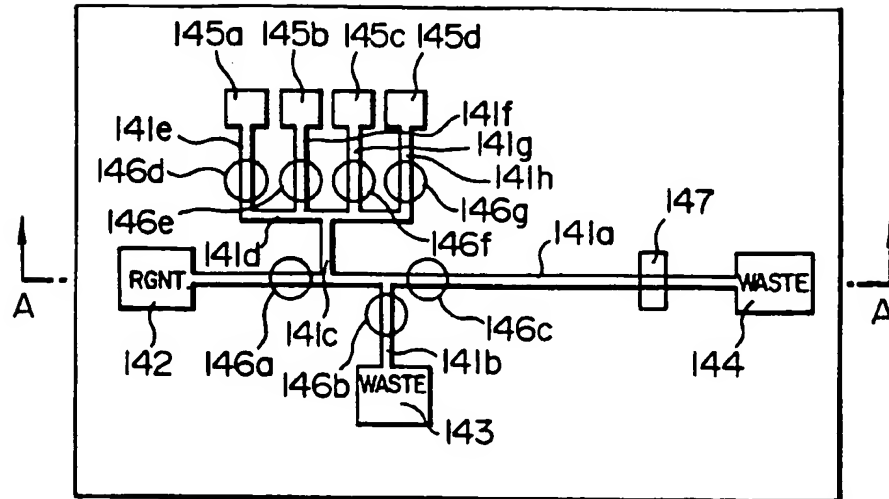 145a 145b 145c 145d
141e 141f
146d 141g
141h
146e 146g
141d 146f 147
141a
A RGNT WASTE A
142 146a 141c 146c 144
146b 141b
WASTE
143